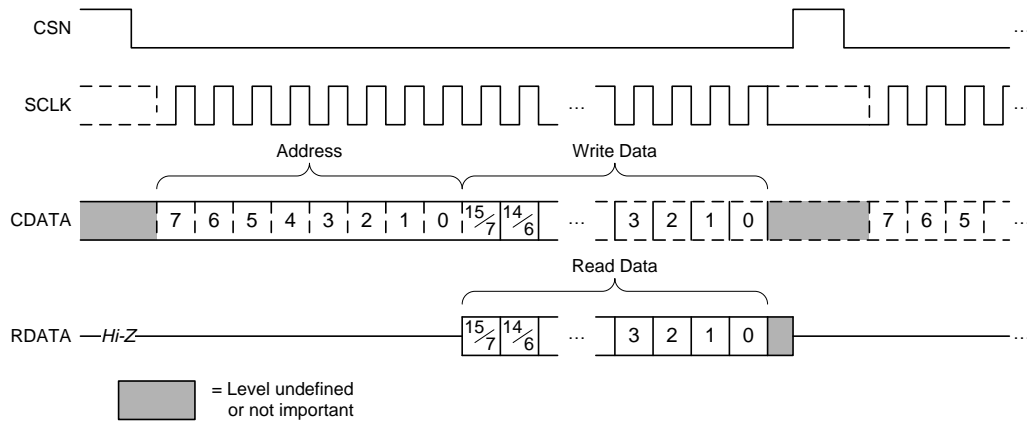 CSN ...
SCLK ... ...
Address Write Data
CDATA 7 6 5 4 3 2 1 0 15/7 14/6 ... 3 2 1 0 7 6 5 ...
Read Data
RDATA Hi-Z 15/7 14/6 ... 3 2 1 0 ...
= Level undefined
or not important